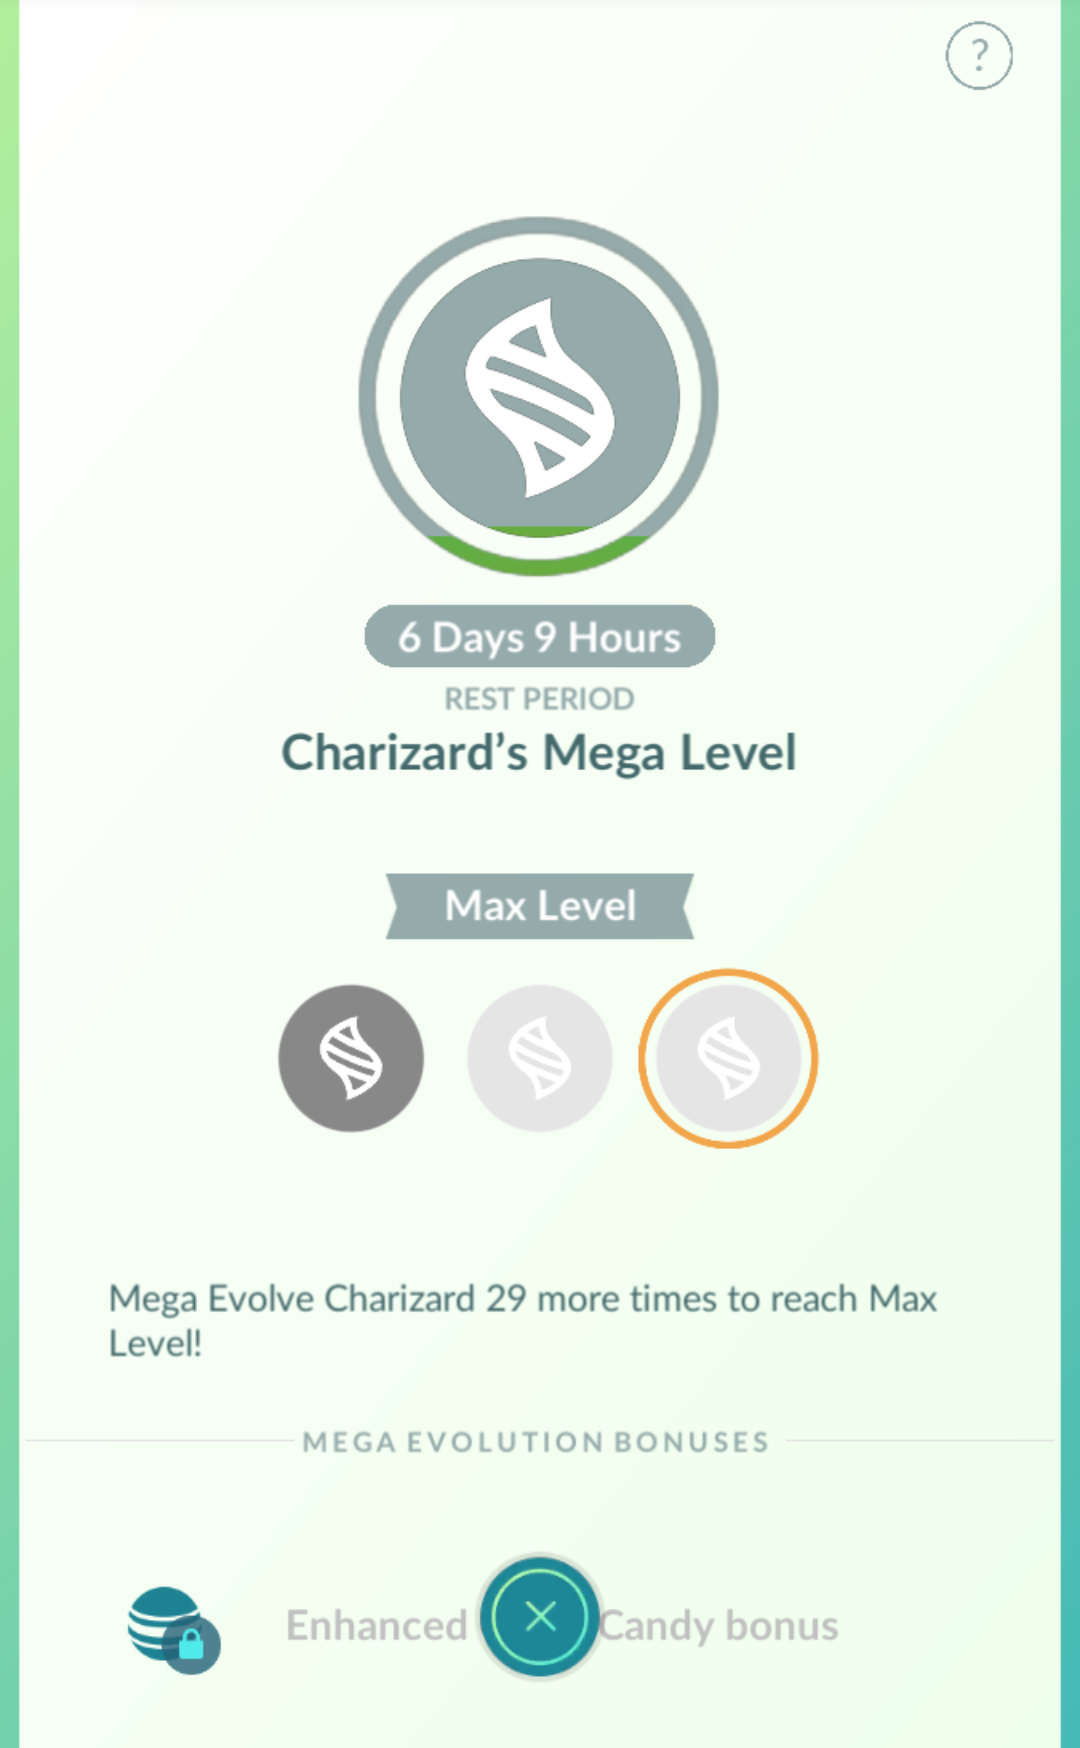 ?
6 Days 9 Hours
REST PERIOD
Charizard’s Mega Level
Max Level
Mega Evolve Charizard 29 more times to reach Max
Level!
MEGA EVOLUTION BONUSES
Enhanced Candy bonus